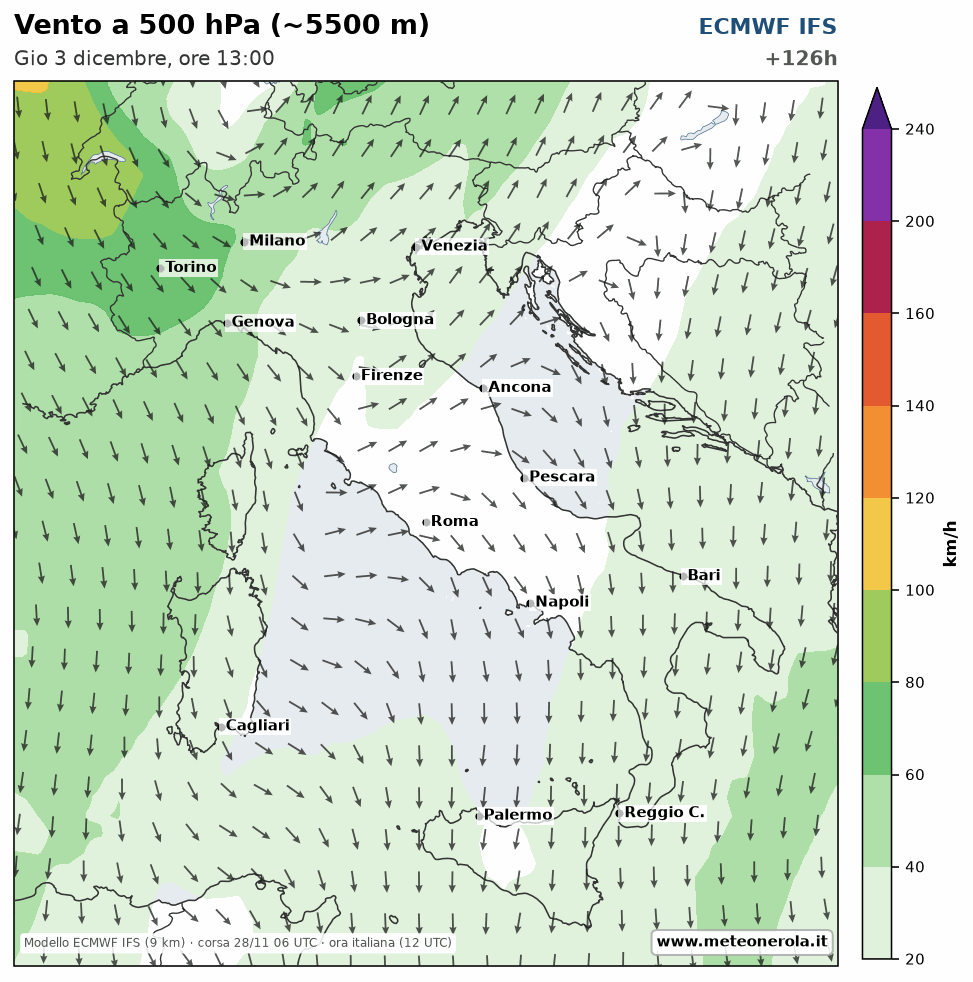 Vento a 500 hPa (~5500 m)
ECMWF IFS
Gio 3 dicembre, ore 13:00
+126h
Milano
Venezia
Torino
Genova
Bologna
Firenze
Ancona
Pescara
Roma
Bari
Napoli
Cagliari
Palermo
Reggio C.
240
200
160
140
120
100
80
60
40
20
km/h
Modello ECMWF IFS (9 km) · corsa 28/11 06 UTC · ora italiana (12 UTC)
www.meteonerola.it